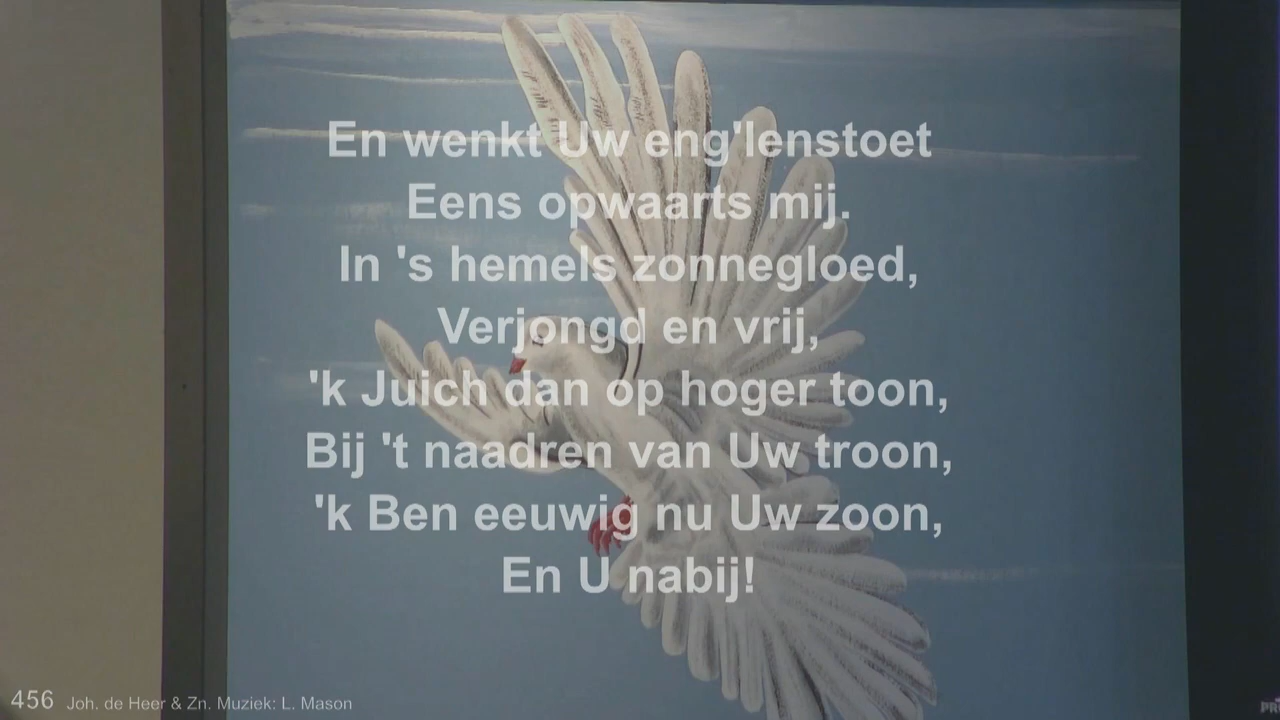 En wenkt Uw eng'lenstoet
Eens opwaarts mij.
In 's hemels zonnegloed,
Verjongd en vrij,
'k Juich dan op hoger toon,
Bij 't naadren van Uw troon,
'k Ben eeuwig nu Uw zoon,
En U nabij!
456 Joh. de Heer & Zn. Muziek: L. Mason